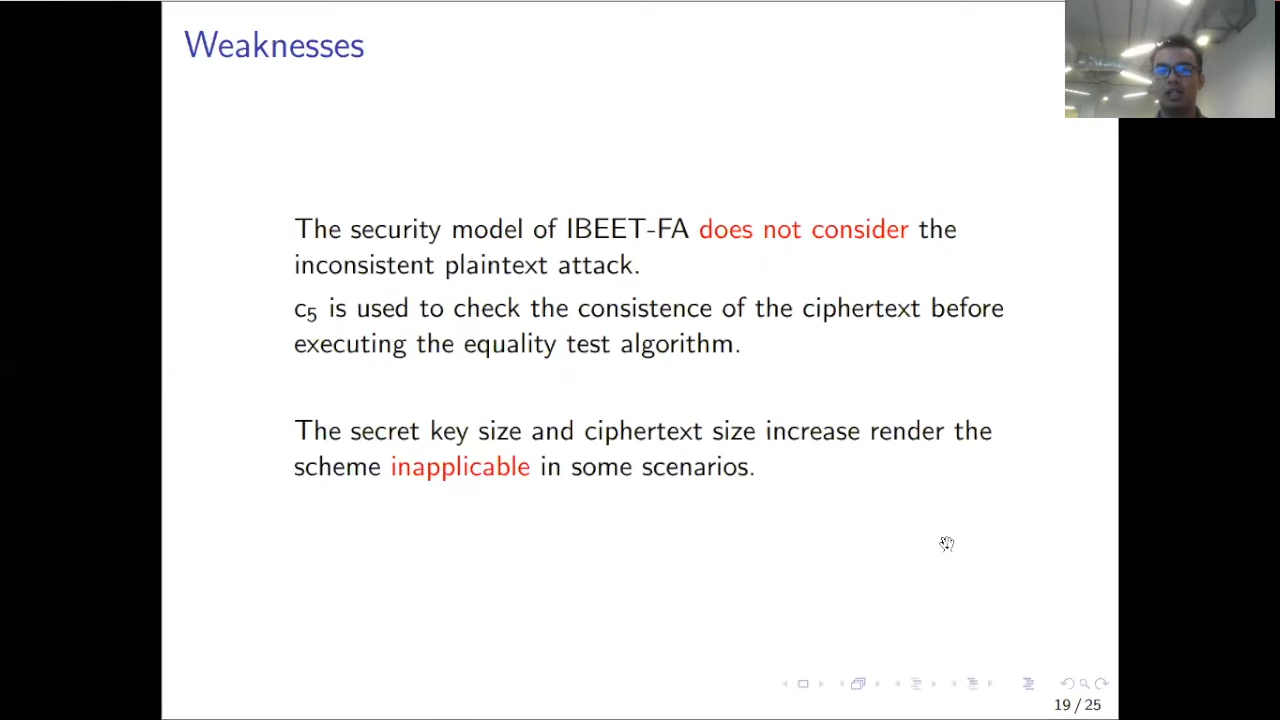 Weaknesses
The security model of IBEET-FA does not consider the
inconsistent plaintext attack.
c₅ is used to check the consistence of the ciphertext before
executing the equality test algorithm.
The secret key size and ciphertext size increase render the
scheme inapplicable in some scenarios.
19 / 25